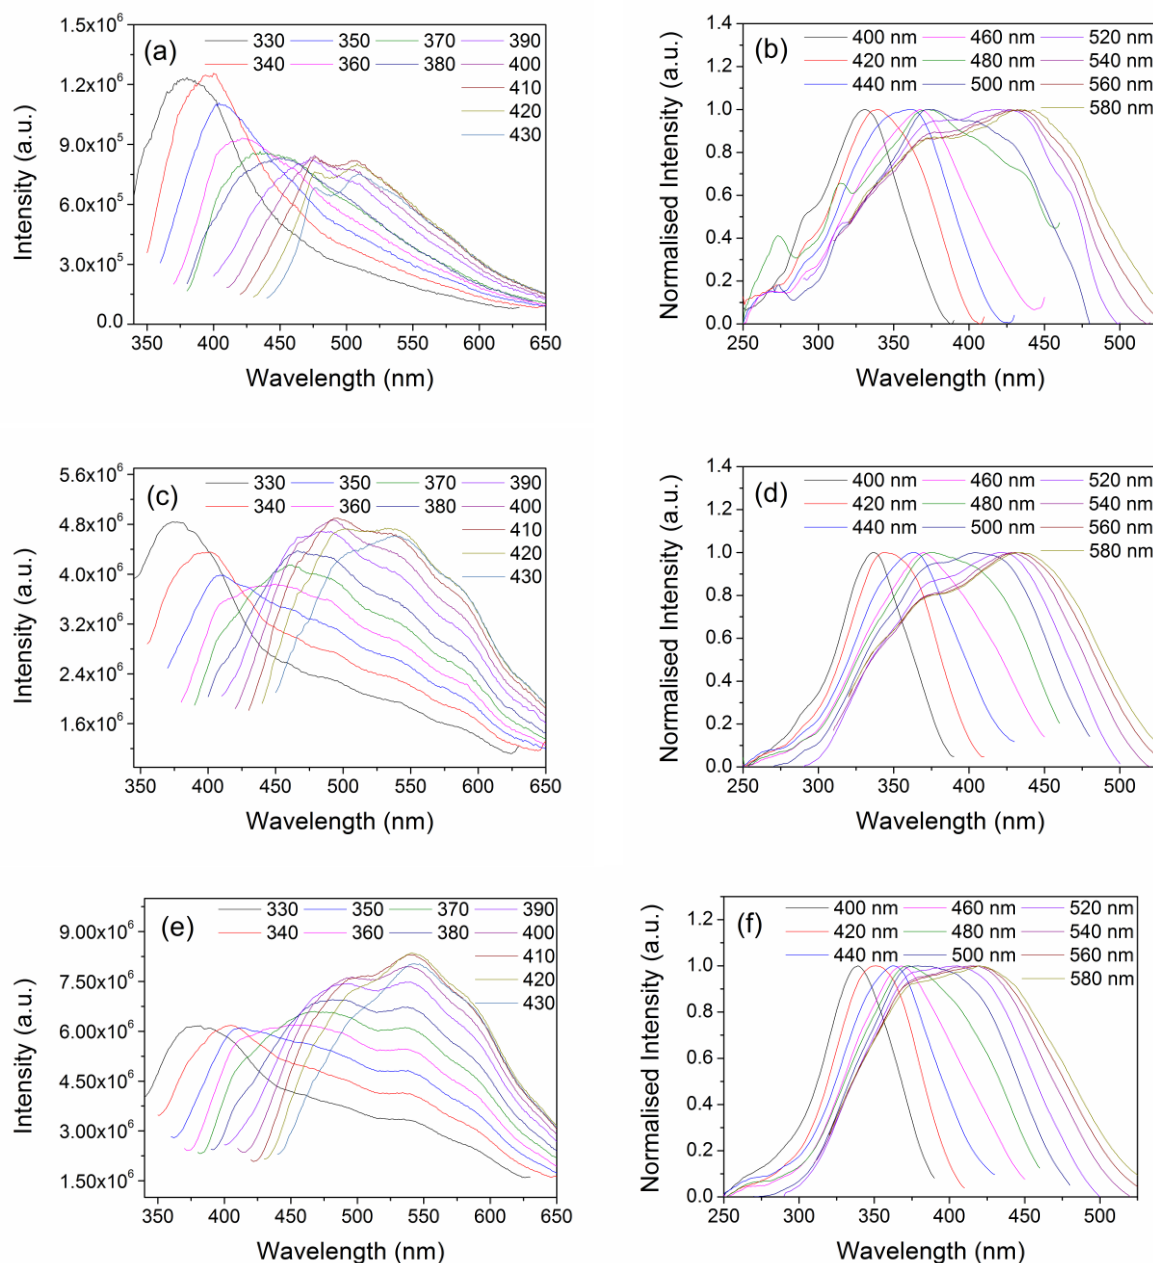 (a)
330 350 370 390
340 360 380 400
410
420
430
1.5x10⁶
1.2x10⁶
9.0x10⁵
6.0x10⁵
3.0x10⁵
0.0
350 400 450 500 550 600 650
Wavelength (nm)
Intensity (a.u.)
(b)
400 nm 460 nm 520 nm
420 nm 480 nm 540 nm
440 nm 500 nm 560 nm
580 nm
1.4
1.2
1.0
0.8
0.6
0.4
0.2
0.0
250 300 350 400 450 500
Wavelength (nm)
Normalised Intensity (a.u.)
(c)
330 350 370 390
340 360 380 400
410
420
430
5.6x10⁶
4.8x10⁶
4.0x10⁶
3.2x10⁶
2.4x10⁶
1.6x10⁶
350 400 450 500 550 600 650
Wavelength (nm)
Intensity (a.u.)
(d)
400 nm 460 nm 520 nm
420 nm 480 nm 540 nm
440 nm 500 nm 560 nm
580 nm
1.4
1.2
1.0
0.8
0.6
0.4
0.2
0.0
250 300 350 400 450 500
Wavelength (nm)
Normalised Intensity (a.u.)
(e)
330 350 370 390
340 360 380 400
410
420
430
9.00x10⁶
7.50x10⁶
6.00x10⁶
4.50x10⁶
3.00x10⁶
1.50x10⁶
350 400 450 500 550 600 650
Wavelength (nm)
Intensity (a.u.)
(f)
400 nm 460 nm 520 nm
420 nm 480 nm 540 nm
440 nm 500 nm 560 nm
580 nm
1.2
1.0
0.8
0.6
0.4
0.2
0.0
250 300 350 400 450 500
Wavelength (nm)
Normalised Intensity (a.u.)